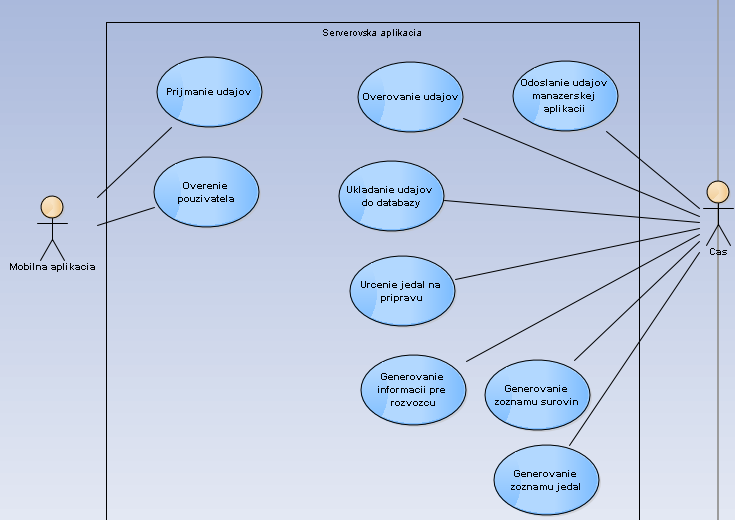 Serverovska aplikacia
Prijmanie udajov
Overovanie udajov
Odoslanie udajov
manazerskej
aplikacii
Overenie
pouzivatela
Ukladanie udajov
do databazy
Mobilna aplikacia
Cas
Urcenie jedal na
pripravu
Generovanie
informacii pre
rozvozcu
Generovanie
zoznamu surovin
Generovanie
zoznamu jedal